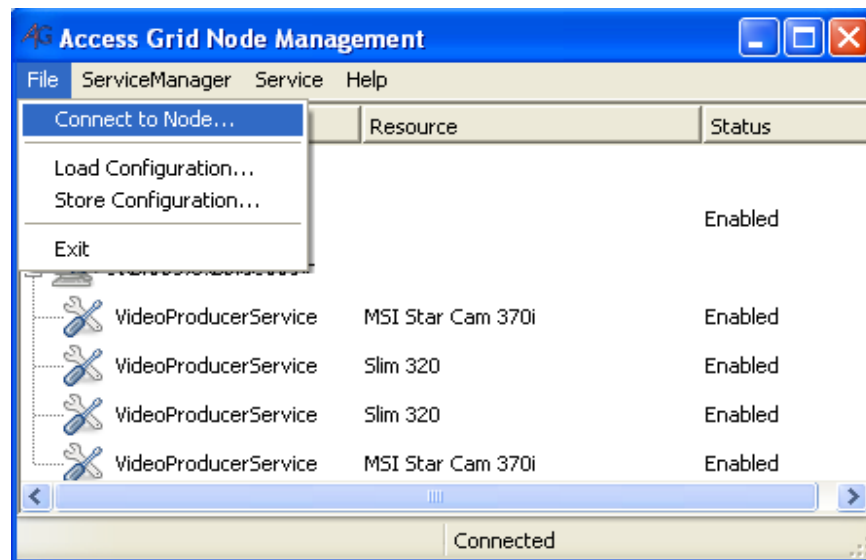 AG Access Grid Node Management
File ServiceManager Service Help
Connect to Node...
Resource Status
Load Configuration...
Store Configuration...
Enabled
Exit
VideoProducerService MSI Star Cam 370i Enabled
VideoProducerService Slim 320 Enabled
VideoProducerService Slim 320 Enabled
VideoProducerService MSI Star Cam 370i Enabled
Connected